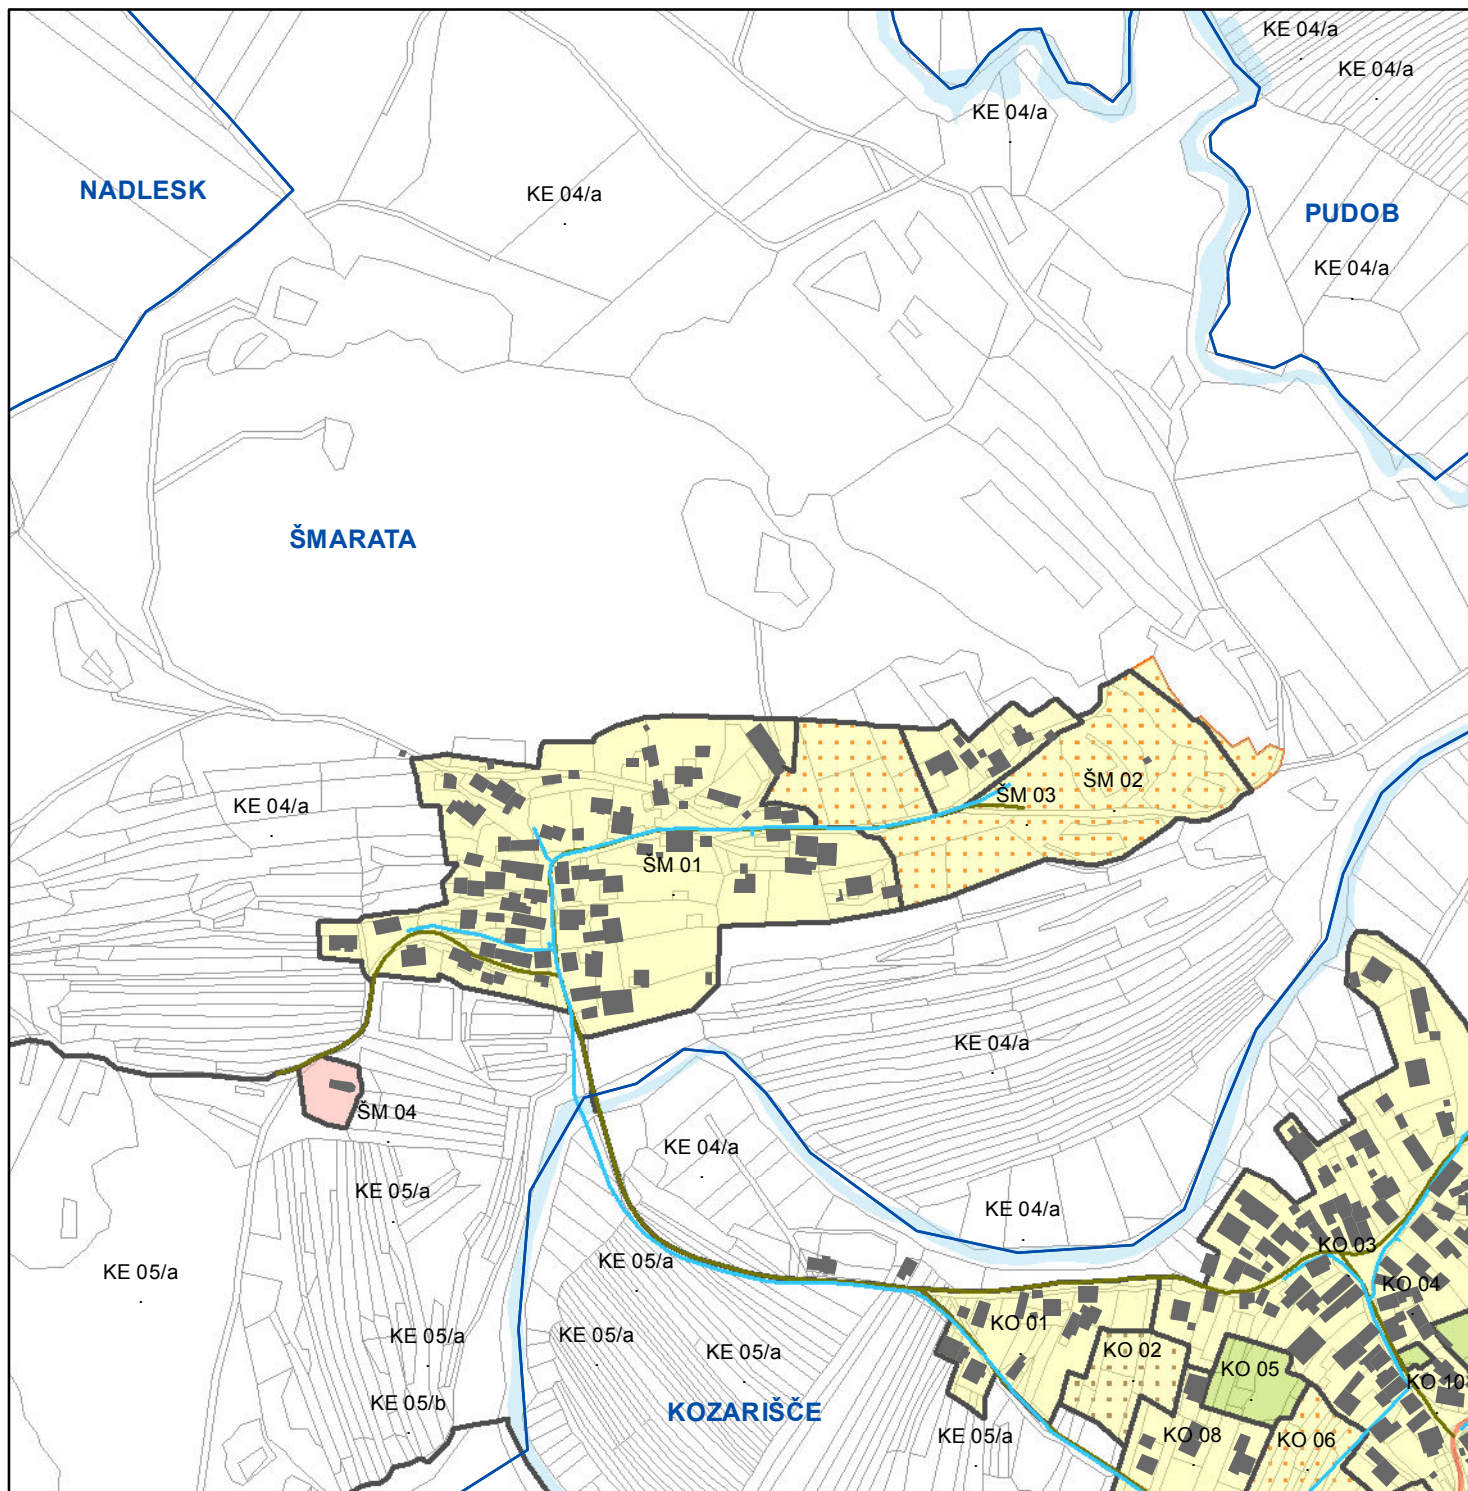 KE 04/a
KE 04/a
KE 04/a
NADLESK
KE 04/a
PUDOB
KE 04/a
ŠMARATA
ŠM 02
ŠM 03
KE 04/a
ŠM 01
KE 04/a
ŠM 04
KE 04/a
KE 05/a
KE 04/a
KO 03
KE 05/a
KE 05/a
KO 04
KO 01
KE 05/a
KE 05/a
KE 05/a
KO 02
KO 05
KO 10
KE 05/b
KOZARIŠČE
KE 05/a
KO 08
KO 06